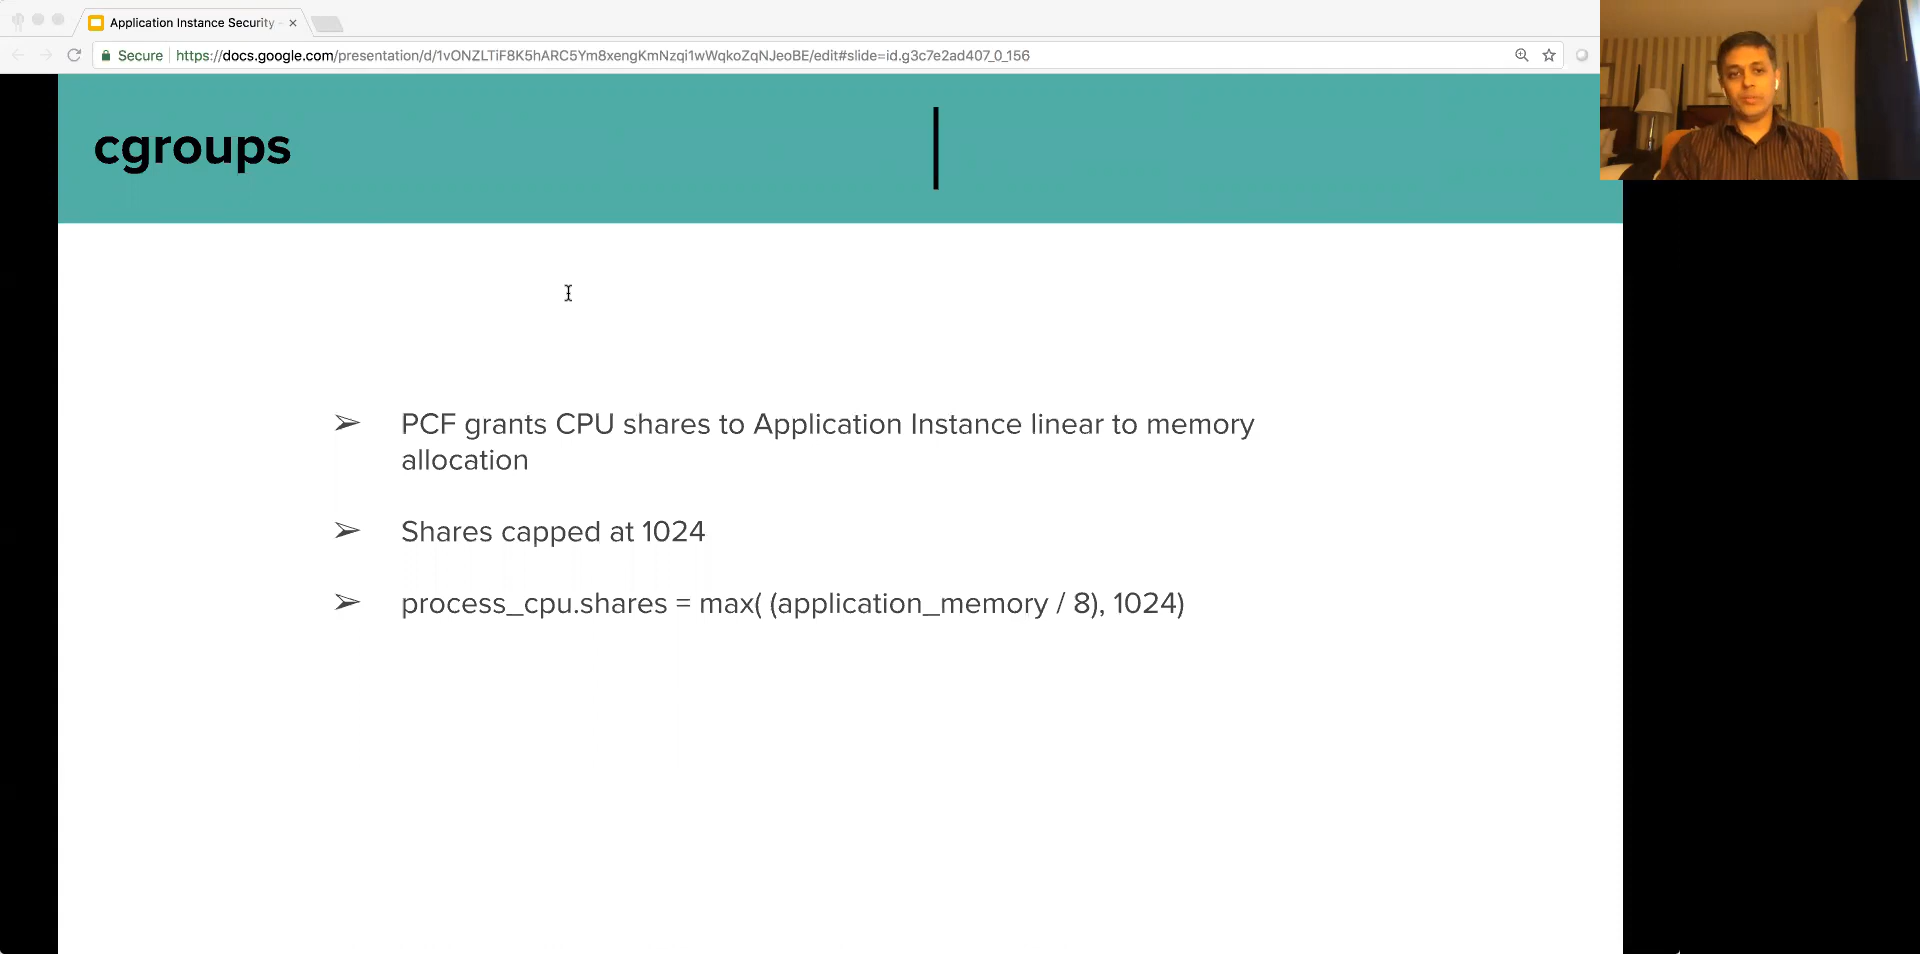 Application Instance Security
Secure https://docs.google.com/presentation/d/1vONZLTiF8K5hARC5Ym8xengKmNzqi1wWqkoZqNJeoBE/edit#slide=id.g3c7e2ad407_0_156
cgroups
➢ PCF grants CPU shares to Application Instance linear to memory
allocation
➢ Shares capped at 1024
➢ process_cpu.shares = max( (application_memory / 8), 1024)